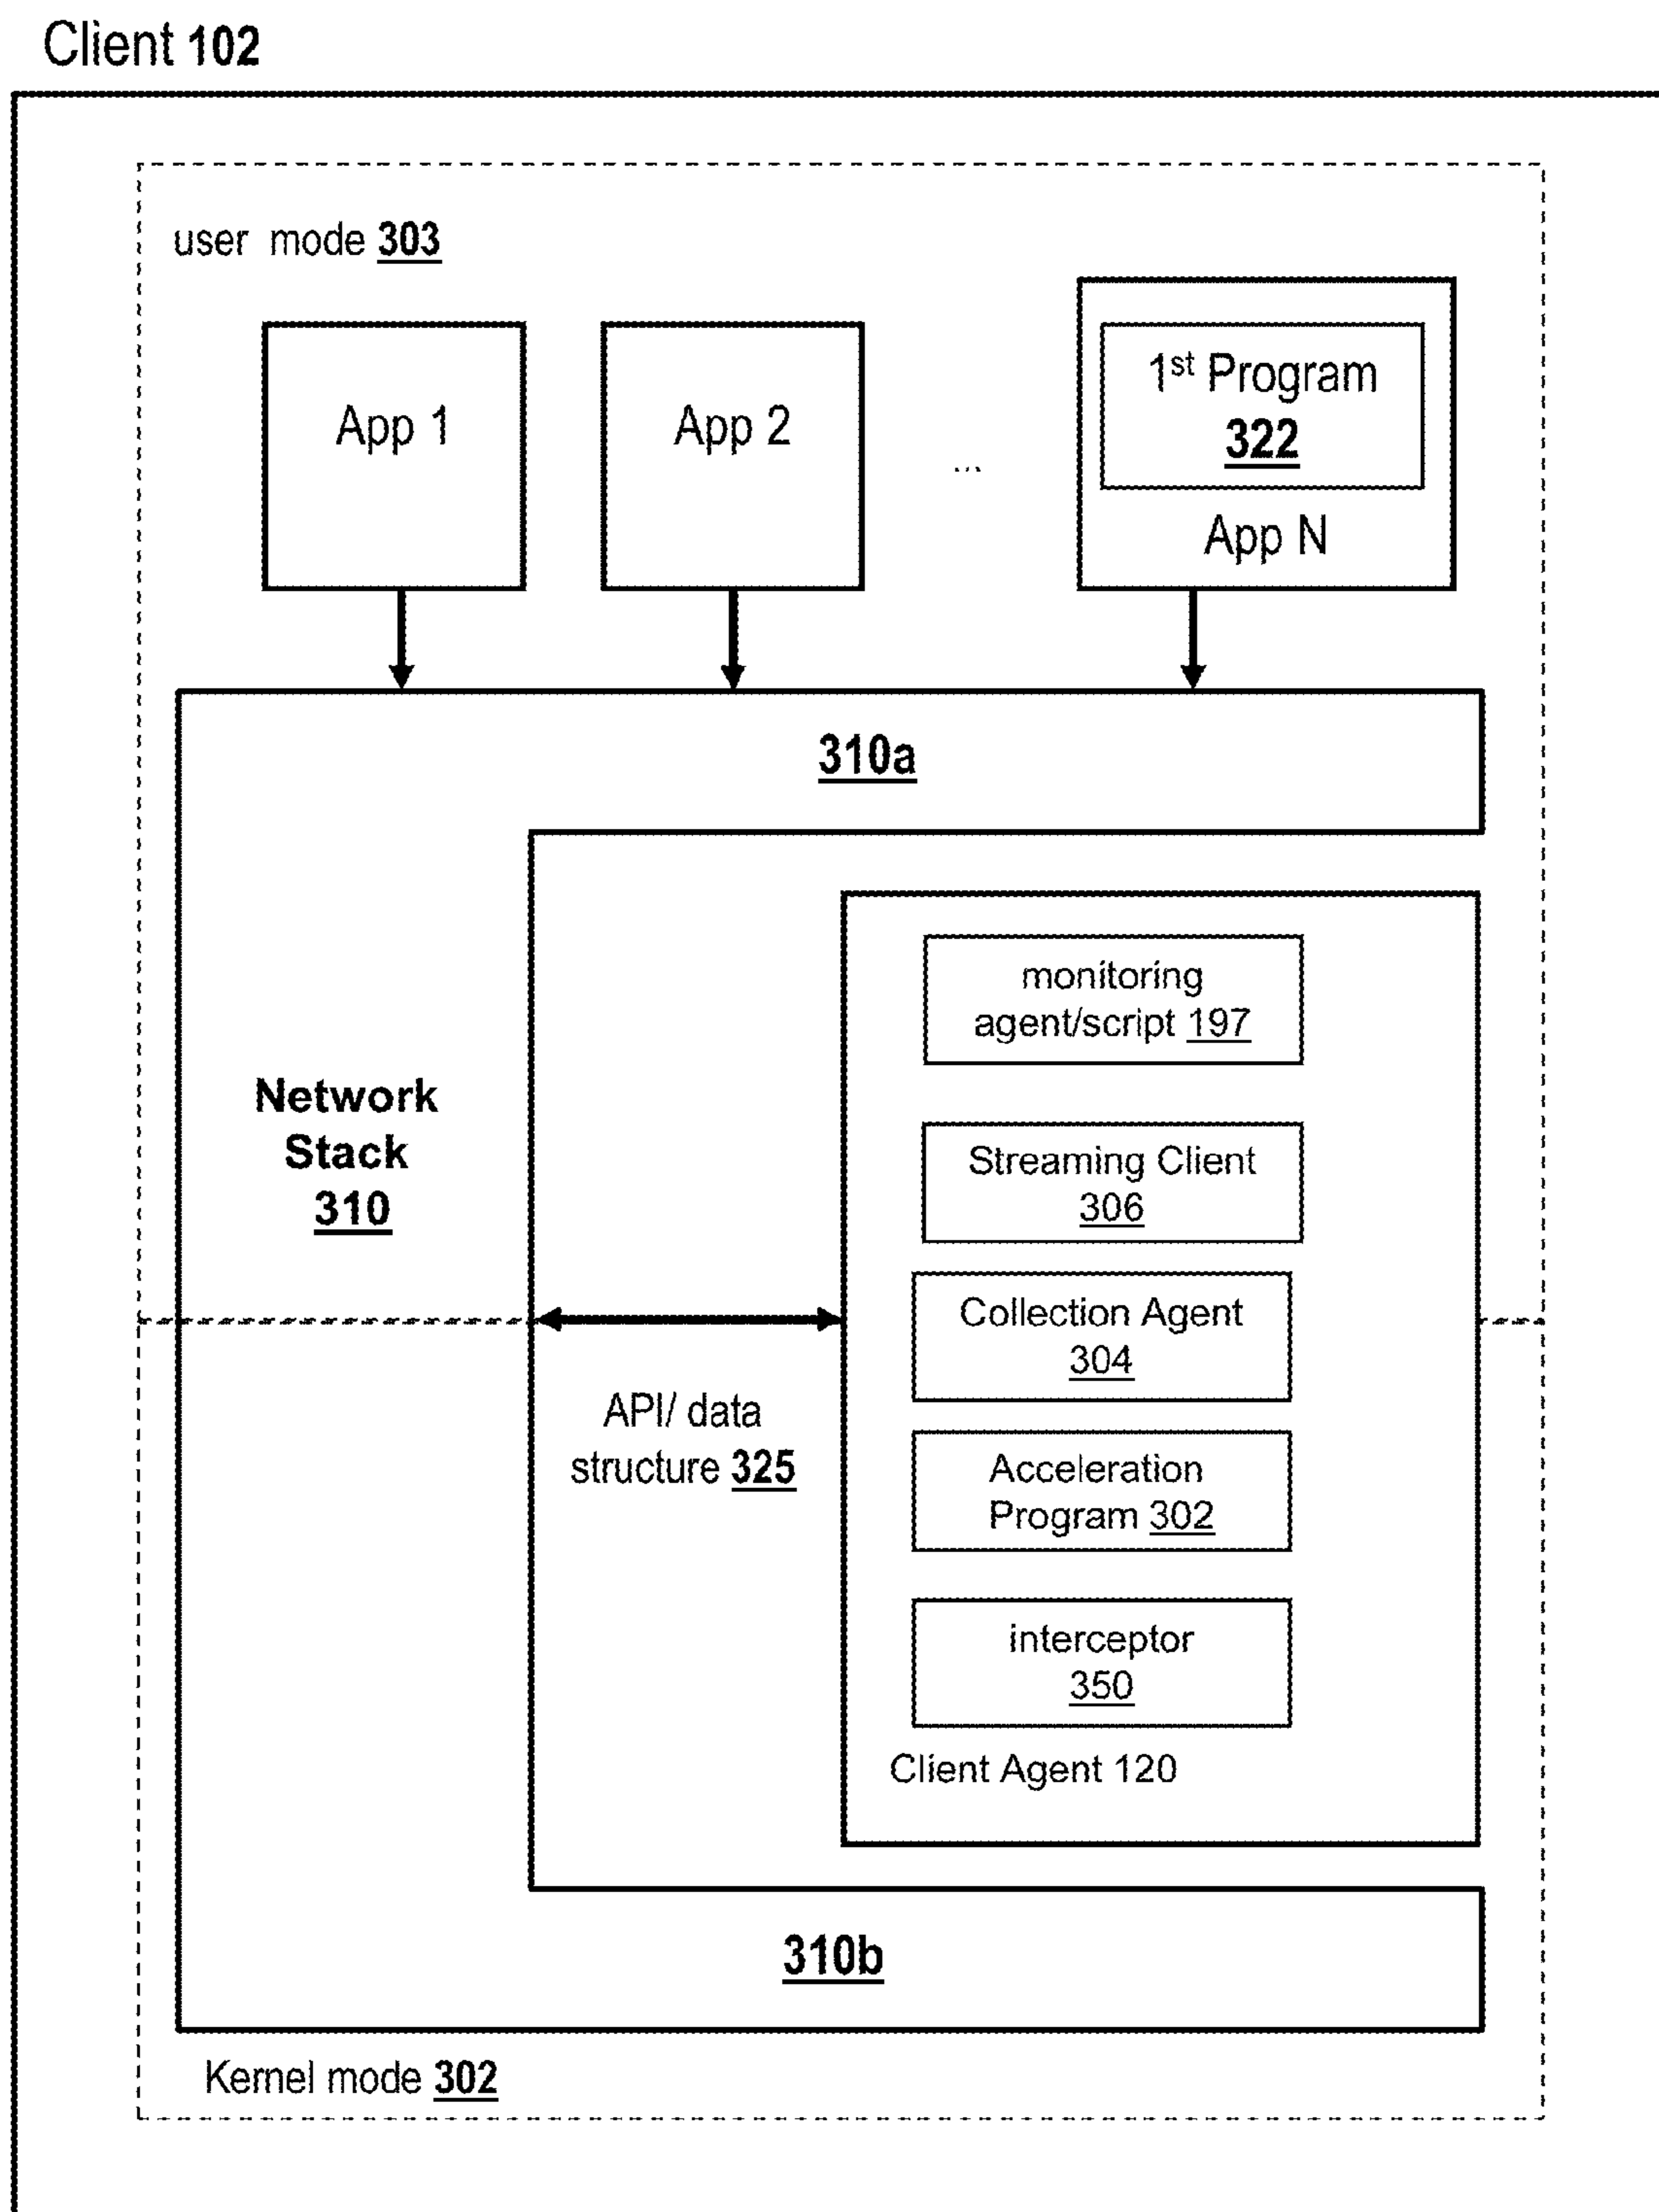 Client 102
user mode 303
App 1
App 2
...
1st Program
322
App N
310a
Network
Stack
310
monitoring
agent/script 197
Streaming Client
306
Collection Agent
304
API/ data
structure 325
Acceleration
Program 302
interceptor
350
Client Agent 120
310b
Kernel mode 302